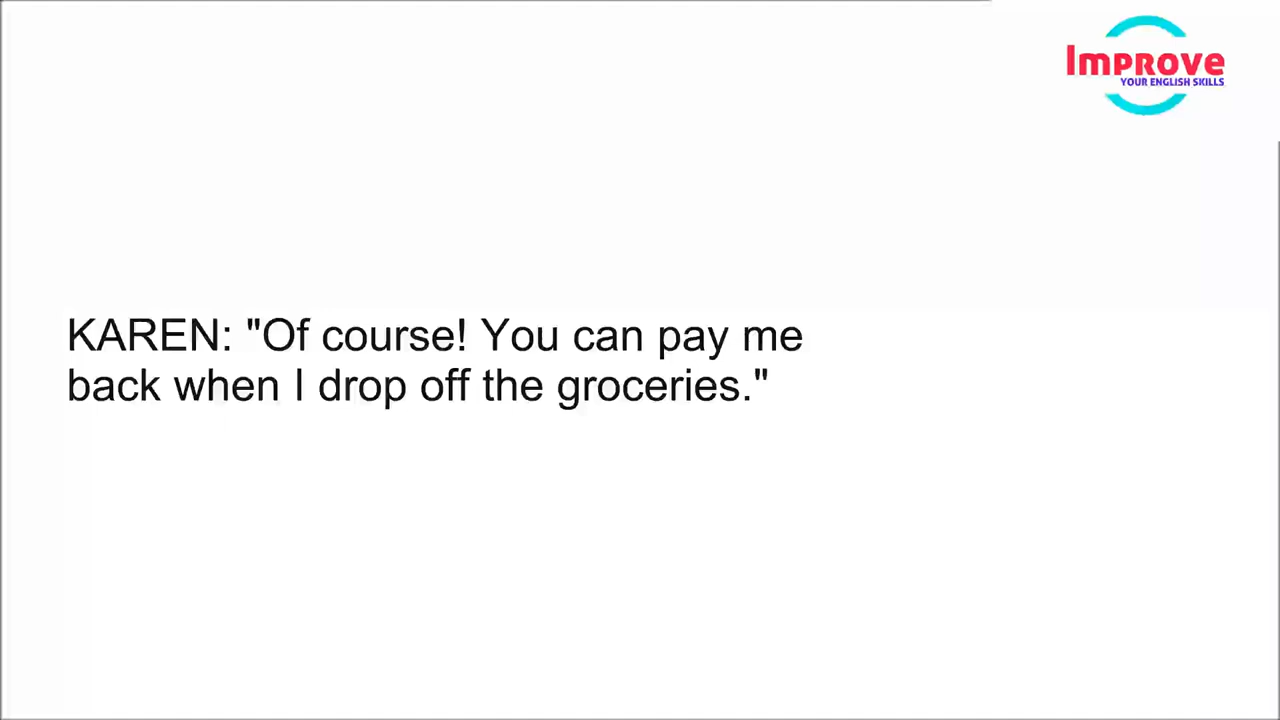 Improve
YOUR ENGLISH SKILLS
KAREN: "Of course! You can pay me
back when I drop off the groceries."